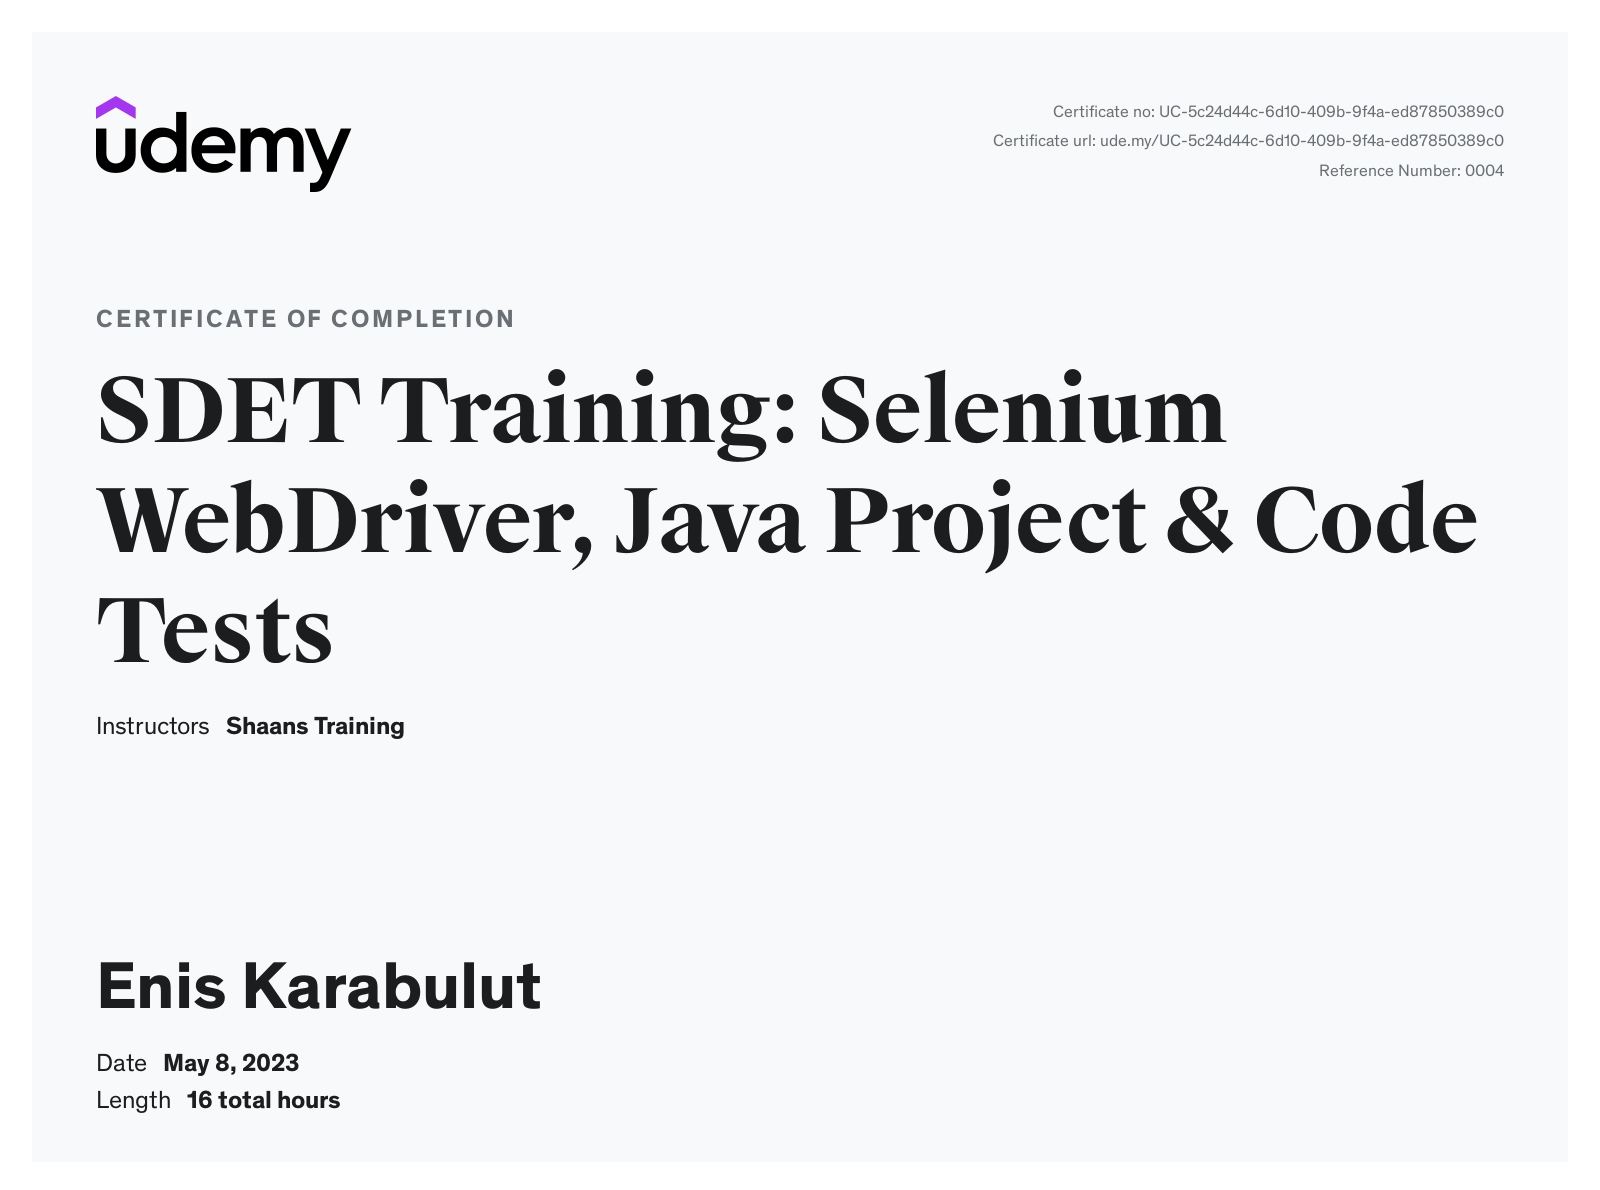 udemy
Certificate no: UC-5c24d44c-6d10-409b-9f4a-ed87850389c0
Certificate url: ude.my/UC-5c24d44c-6d10-409b-9f4a-ed87850389c0
Reference Number: 0004
CERTIFICATE OF COMPLETION
SDET Training: Selenium
WebDriver, Java Project & Code
Tests
Instructors Shaans Training
Enis Karabulut
Date May 8, 2023
Length 16 total hours